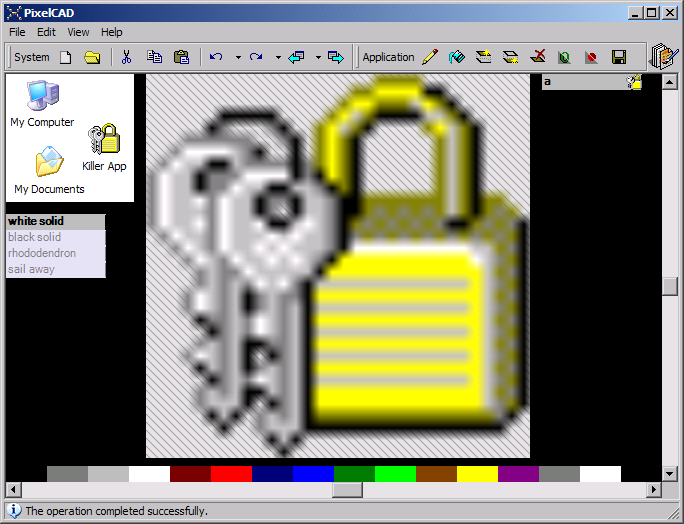 PixelCAD
File Edit View Help
System Application
My Computer
Killer App
My Documents
a
white solid
black solid
rhododendron
sail away
The operation completed successfully.